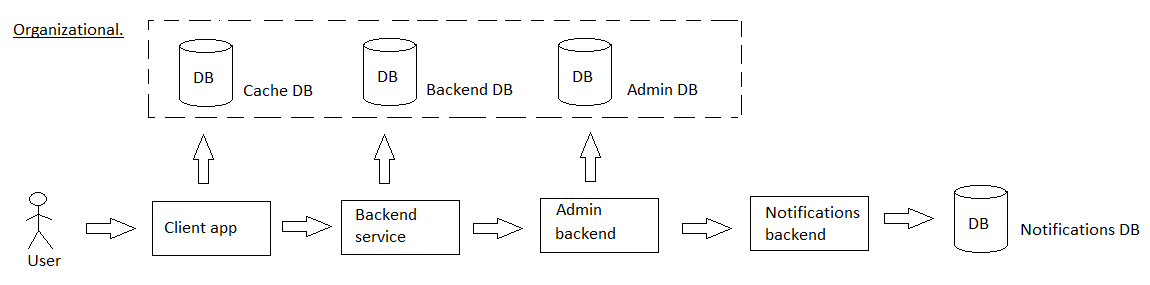 Organizational.
DB
Cache DB
DB
Backend DB
DB
Admin DB
User
Client app
Backend
service
Admin
backend
Notifications
backend
DB
Notifications DB